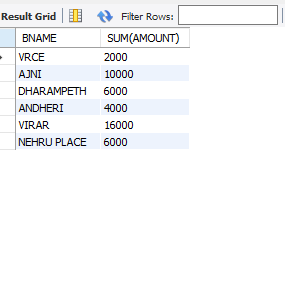 Result Grid Filter Rows:
BNAME SUM(AMOUNT)
VRCE 2000
AJNI 10000
DHARAMPETH 6000
ANDHERI 4000
VIRAR 16000
NEHRU PLACE 6000